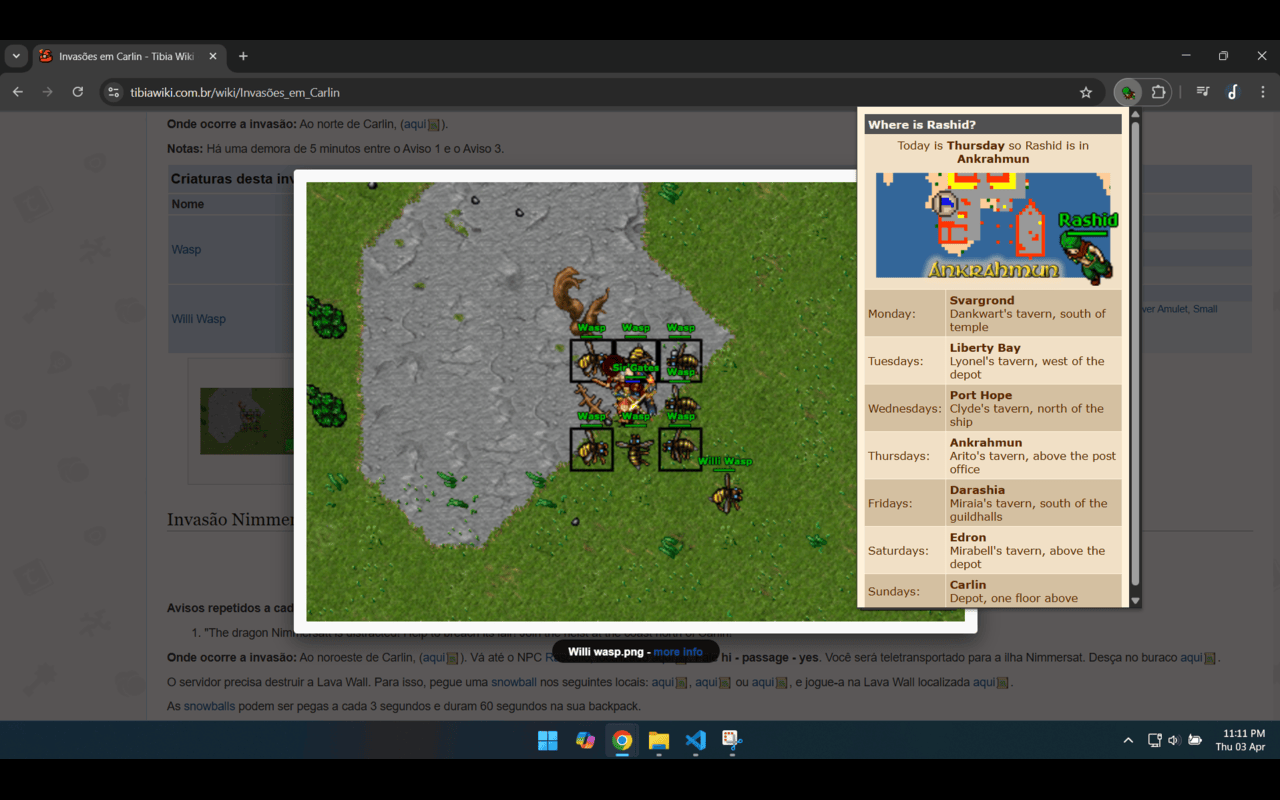 Invasões em Carlin - Tibia Wiki
tibiawiki.com.br/wiki/Invasões_em_Carlin
Onde ocorre a invasão: Ao norte de Carlin, (aqui).
Notas: Há uma demora de 5 minutos entre o Aviso 1 e o Aviso 3.
Criaturas desta inv
Nome
Wasp
Willi Wasp
ver Amulet, Small
Wasp Wasp Wasp
Sir Gates Wasp
Wasp Wasp Wasp
Willi Wasp
Where is Rashid?
Today is Thursday so Rashid is in
Ankrahmun
Rashid
Ankrahmun
Monday:
Svargrond
Dankwart's tavern, south of
temple
Tuesdays:
Liberty Bay
Lyonel's tavern, west of the
depot
Wednesdays:
Port Hope
Clyde's tavern, north of the
ship
Thursdays:
Ankrahmun
Arito's tavern, above the post
office
Fridays:
Darashia
Miraia's tavern, south of the
guildhalls
Saturdays:
Edron
Mirabell's tavern, above the
depot
Sundays:
Carlin
Depot, one floor above
Invasão Nimmer
Avisos repetidos a cad
1. "The dragon Nimmersatt is distracted!
Willi wasp.png - more info
Onde ocorre a invasão: Ao noroeste de Carlin, (aqui). Vá até o NPC R hi - passage - yes. Você será teletransportado para a ilha Nimmersat. Desça no buraco aqui.
O servidor precisa destruir a Lava Wall. Para isso, pegue uma snowball nos seguintes locais: aqui, aqui ou aqui, e jogue-a na Lava Wall localizada aqui.
As snowballs podem ser pegas a cada 3 segundos e duram 60 segundos na sua backpack.
11:11 PM
Thu 03 Apr